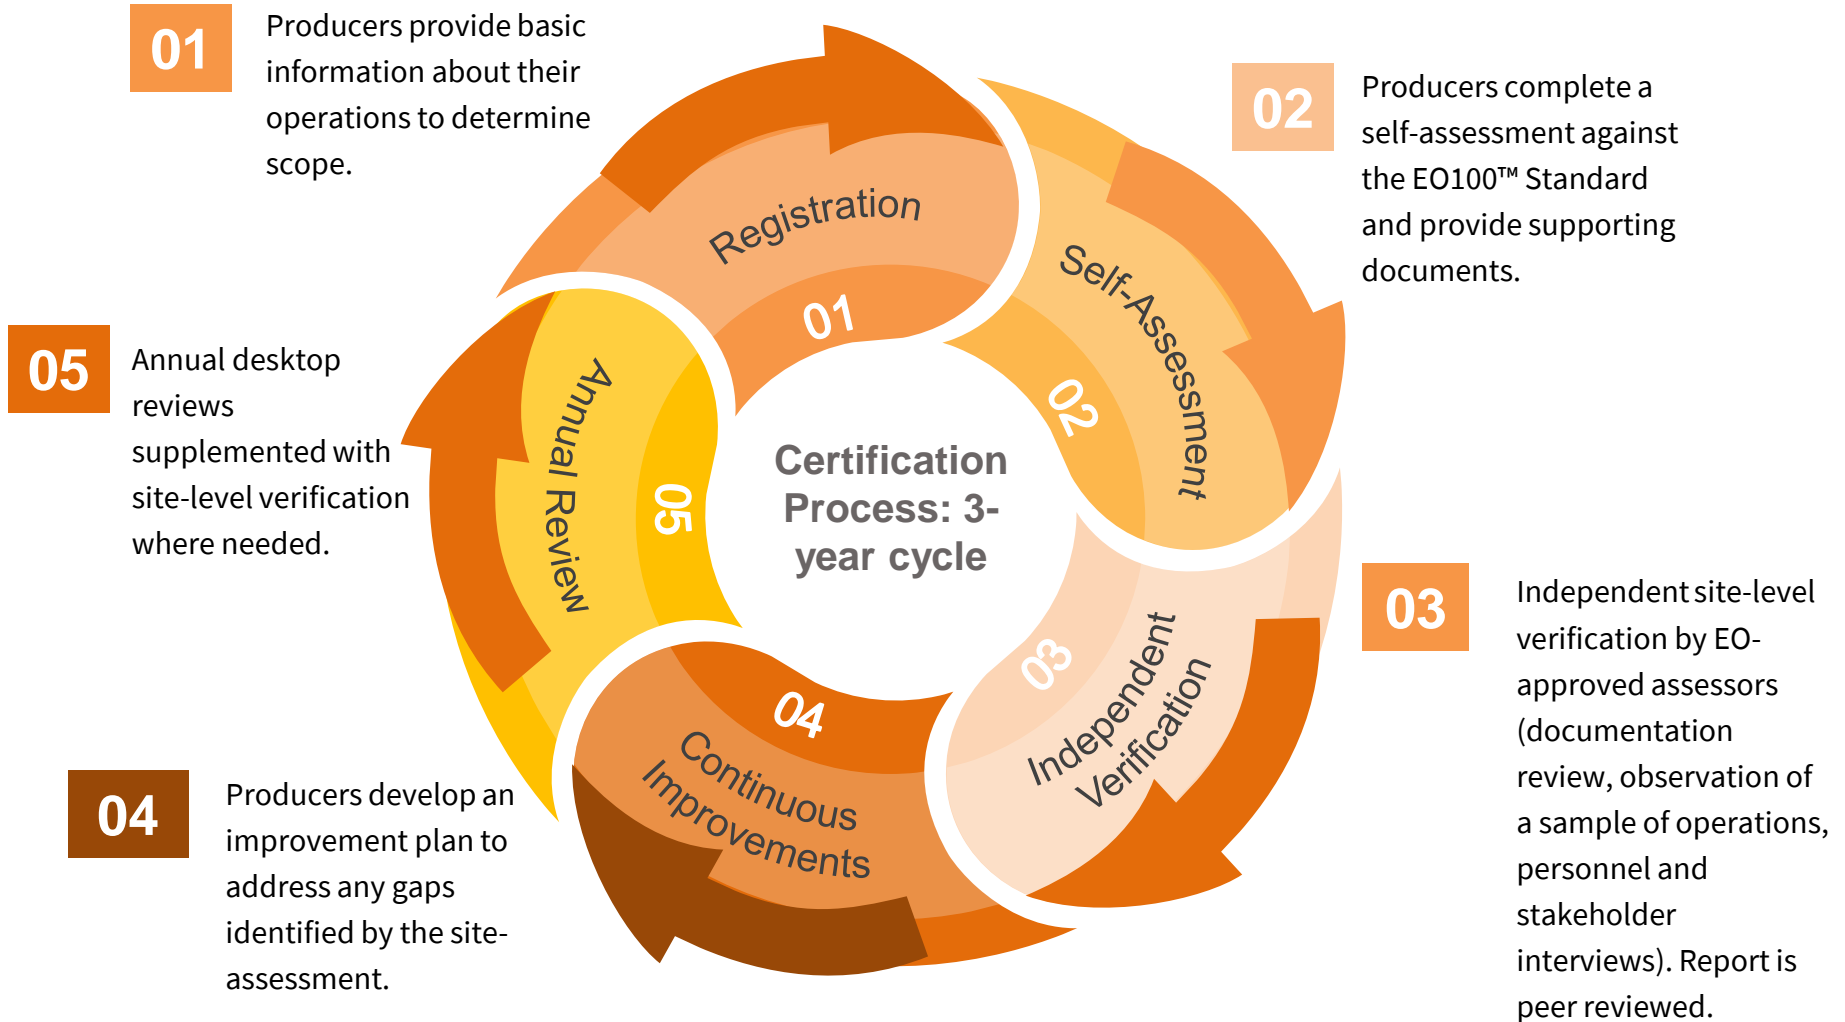 01
Producers provide basic
information about their
operations to determine
scope.
02
Producers complete a
self-assessment against
the EO100™ Standard
and provide supporting
documents.
03
Independent site-level
verification by EO-
approved assessors
(documentation
review, observation of
a sample of operations,
personnel and
stakeholder
interviews). Report is
peer reviewed.
04
Producers develop an
improvement plan to
address any gaps
identified by the site-
assessment.
05
Annual desktop
reviews
supplemented with
site-level verification
where needed.
Registration
01
Self-Assessment
02
Independent
Verification
03
Continuous
Improvements
04
Annual Review
05
Certification
Process: 3-
year cycle